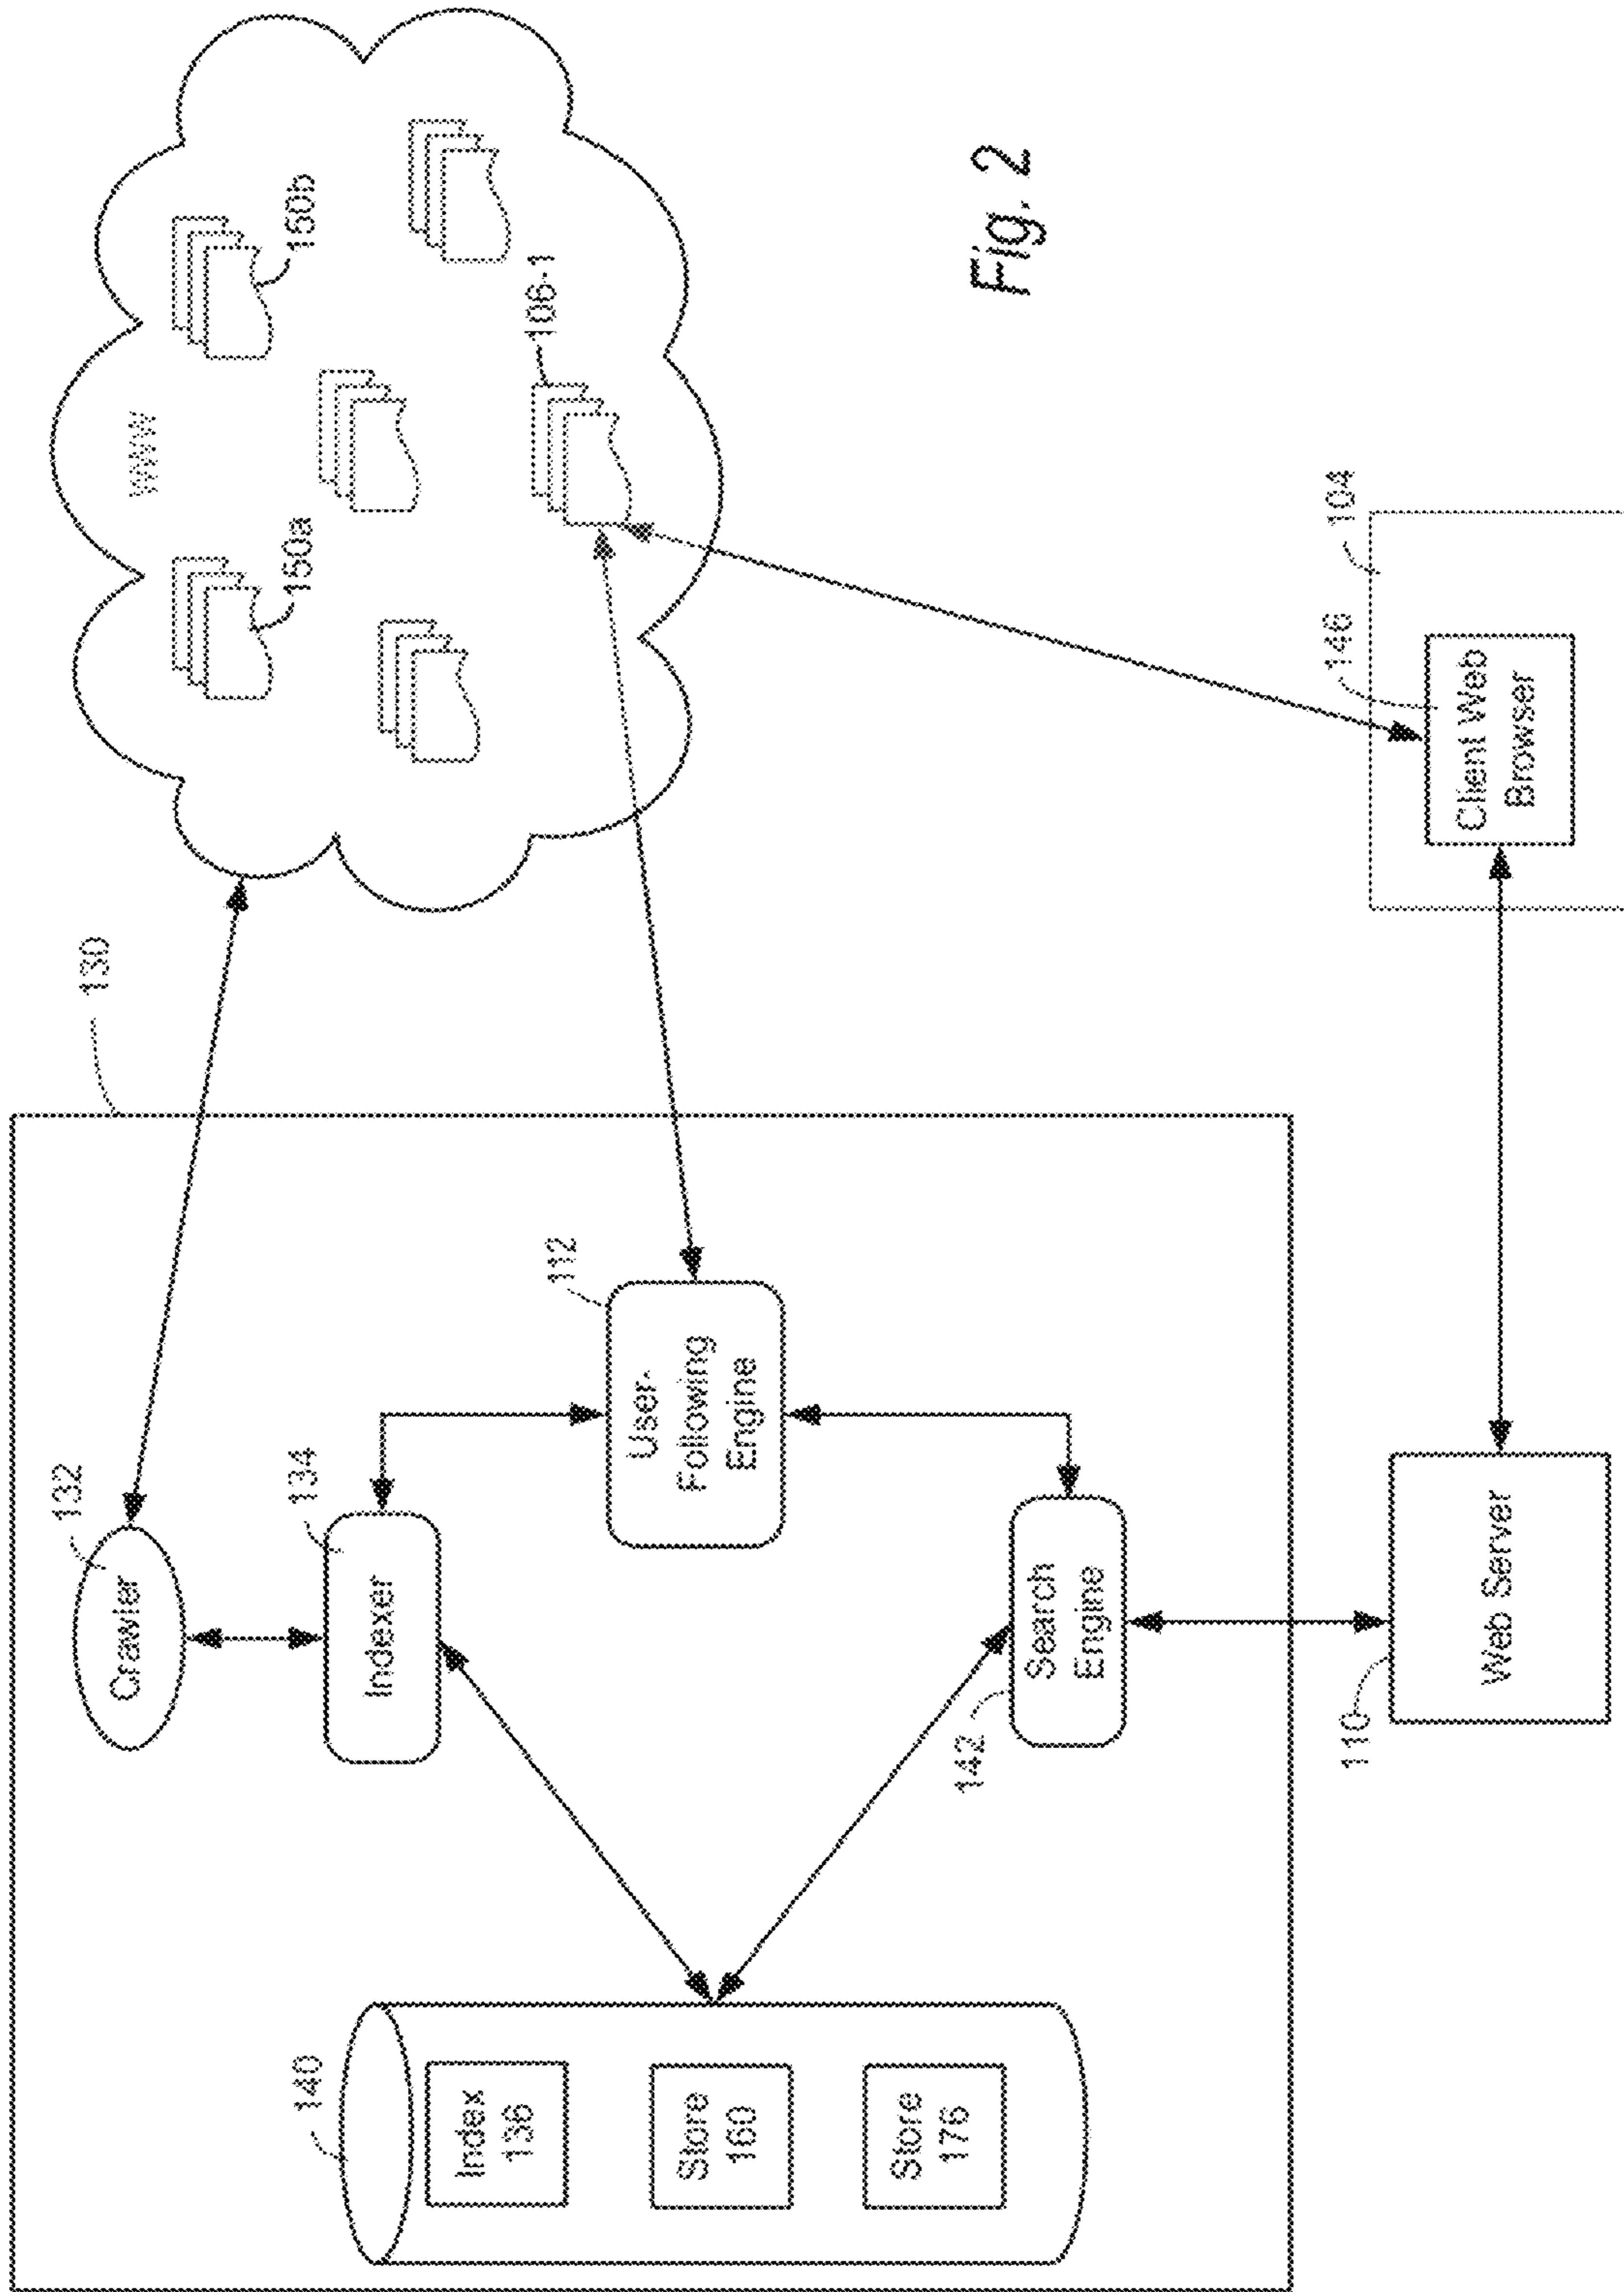 130
132
Crawler
134
Indexer
140
Index
136
Store
160
Store
176
112
User-
Following
Engine
142
Search
Engine
110
Web Server
WWW
150a
150b
106-1
104
146
Client Web
Browser
Fig. 2